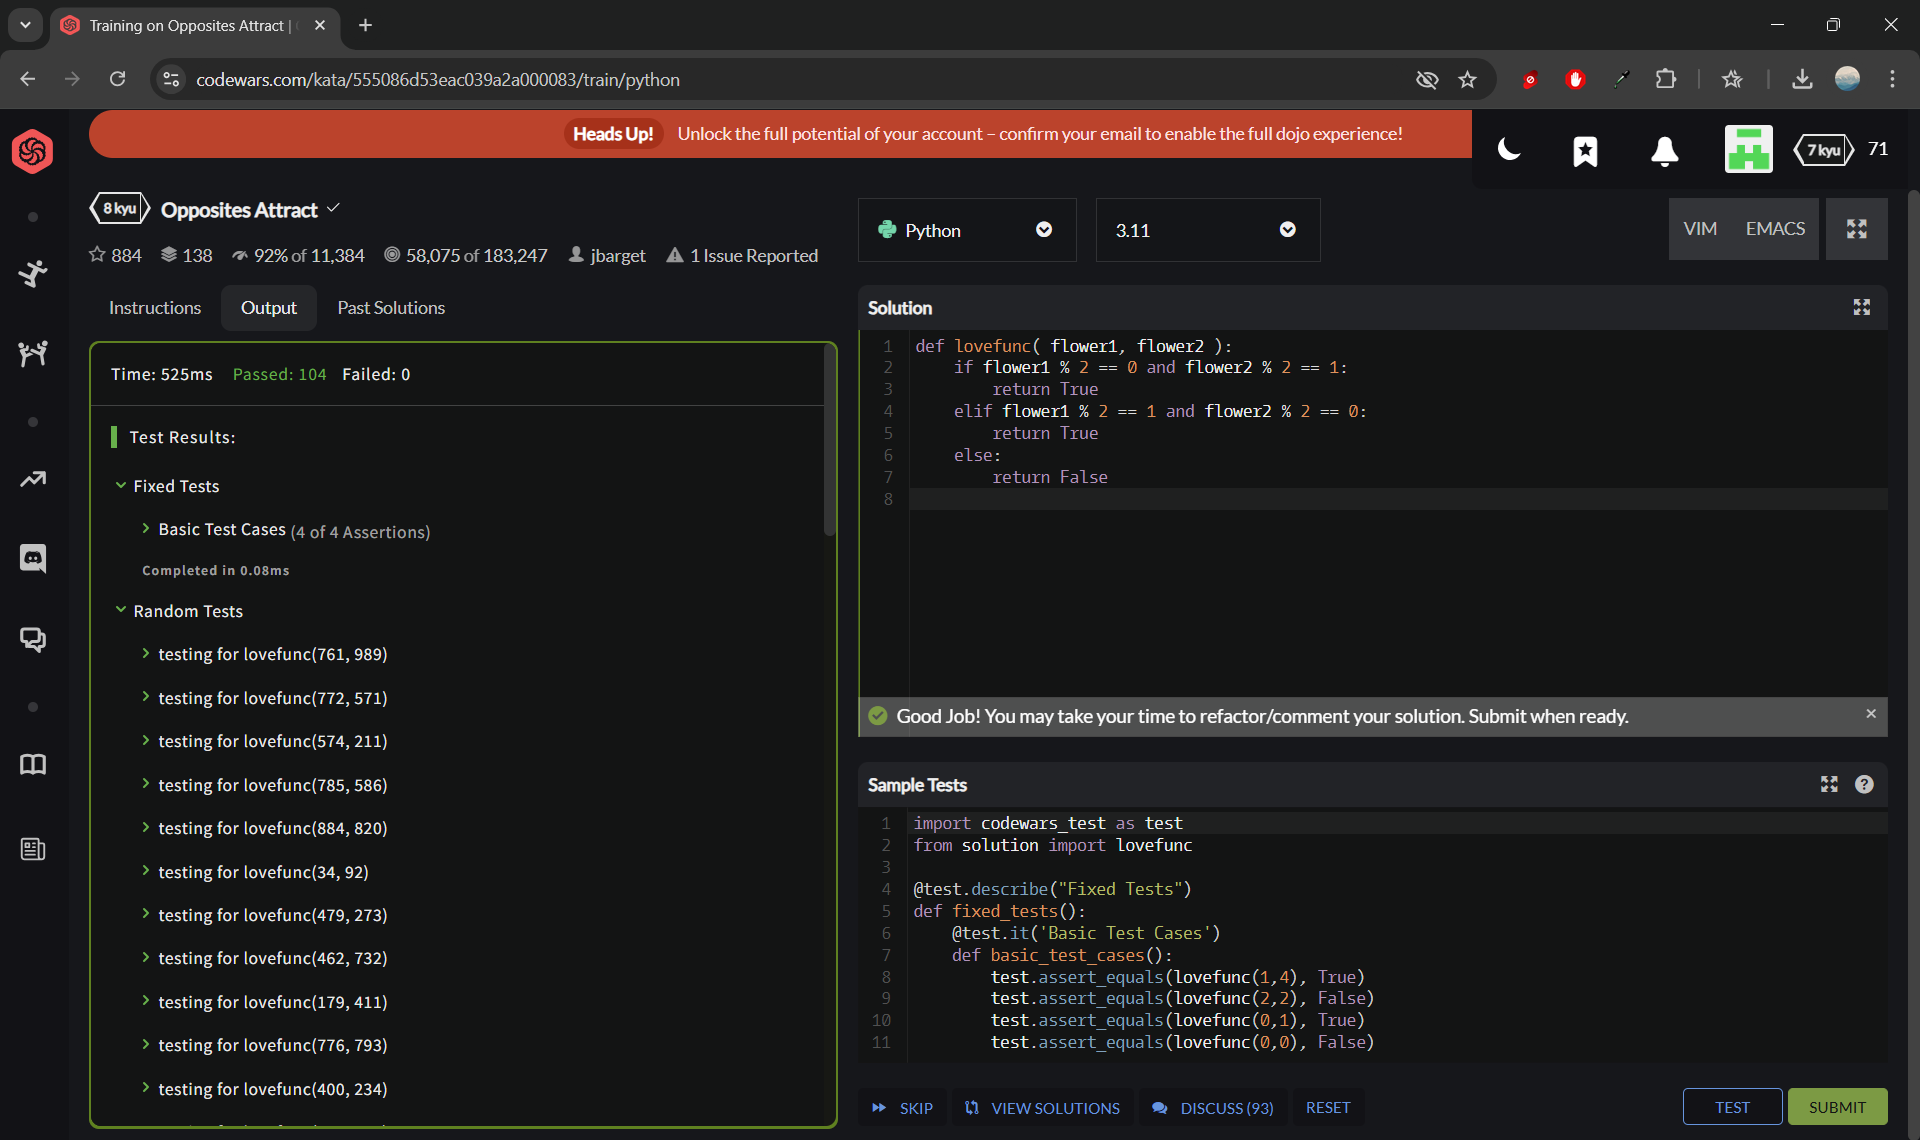 Training on Opposites Attract |
codewars.com/kata/555086d53eac039a2a000083/train/python
Heads Up! Unlock the full potential of your account – confirm your email to enable the full dojo experience!
7 kyu 71
8 kyu Opposites Attract
884 138 92% of 11,384 58,075 of 183,247 jbarget 1 Issue Reported
Instructions Output Past Solutions
Time: 525ms Passed: 104 Failed: 0
Test Results:
Fixed Tests
Basic Test Cases (4 of 4 Assertions)
Completed in 0.08ms
Random Tests
testing for lovefunc(761, 989)
testing for lovefunc(772, 571)
testing for lovefunc(574, 211)
testing for lovefunc(785, 586)
testing for lovefunc(884, 820)
testing for lovefunc(34, 92)
testing for lovefunc(479, 273)
testing for lovefunc(462, 732)
testing for lovefunc(179, 411)
testing for lovefunc(776, 793)
testing for lovefunc(400, 234)
Python 3.11 VIM EMACS
Solution
1 def lovefunc( flower1, flower2 ):
2     if flower1 % 2 == 0 and flower2 % 2 == 1:
3         return True
4     elif flower1 % 2 == 1 and flower2 % 2 == 0:
5         return True
6     else:
7         return False
8
Good Job! You may take your time to refactor/comment your solution. Submit when ready.
Sample Tests
1 import codewars_test as test
2 from solution import lovefunc
3
4 @test.describe("Fixed Tests")
5 def fixed_tests():
6     @test.it('Basic Test Cases')
7     def basic_test_cases():
8         test.assert_equals(lovefunc(1,4), True)
9         test.assert_equals(lovefunc(2,2), False)
10         test.assert_equals(lovefunc(0,1), True)
11         test.assert_equals(lovefunc(0,0), False)
SKIP VIEW SOLUTIONS DISCUSS (93) RESET TEST SUBMIT